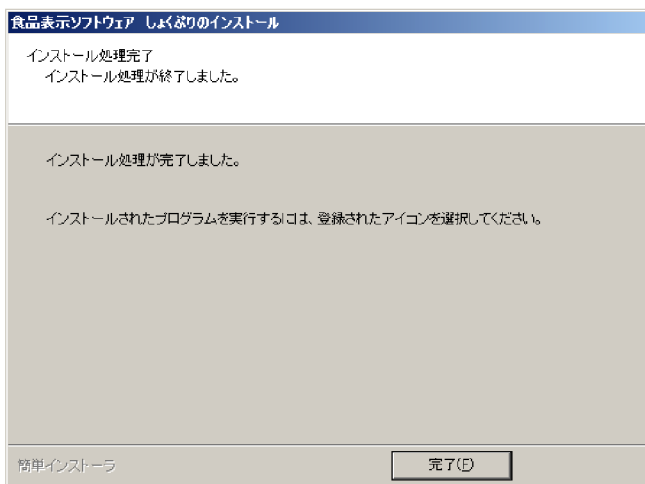 食品表示ソフトウェア しょくぷりのインストール
インストール処理完了
インストール処理が終了しました。
インストール処理が完了しました。
インストールされたプログラムを実行するには、登録されたアイコンを選択してください。
簡単インストーラ
完了(F)